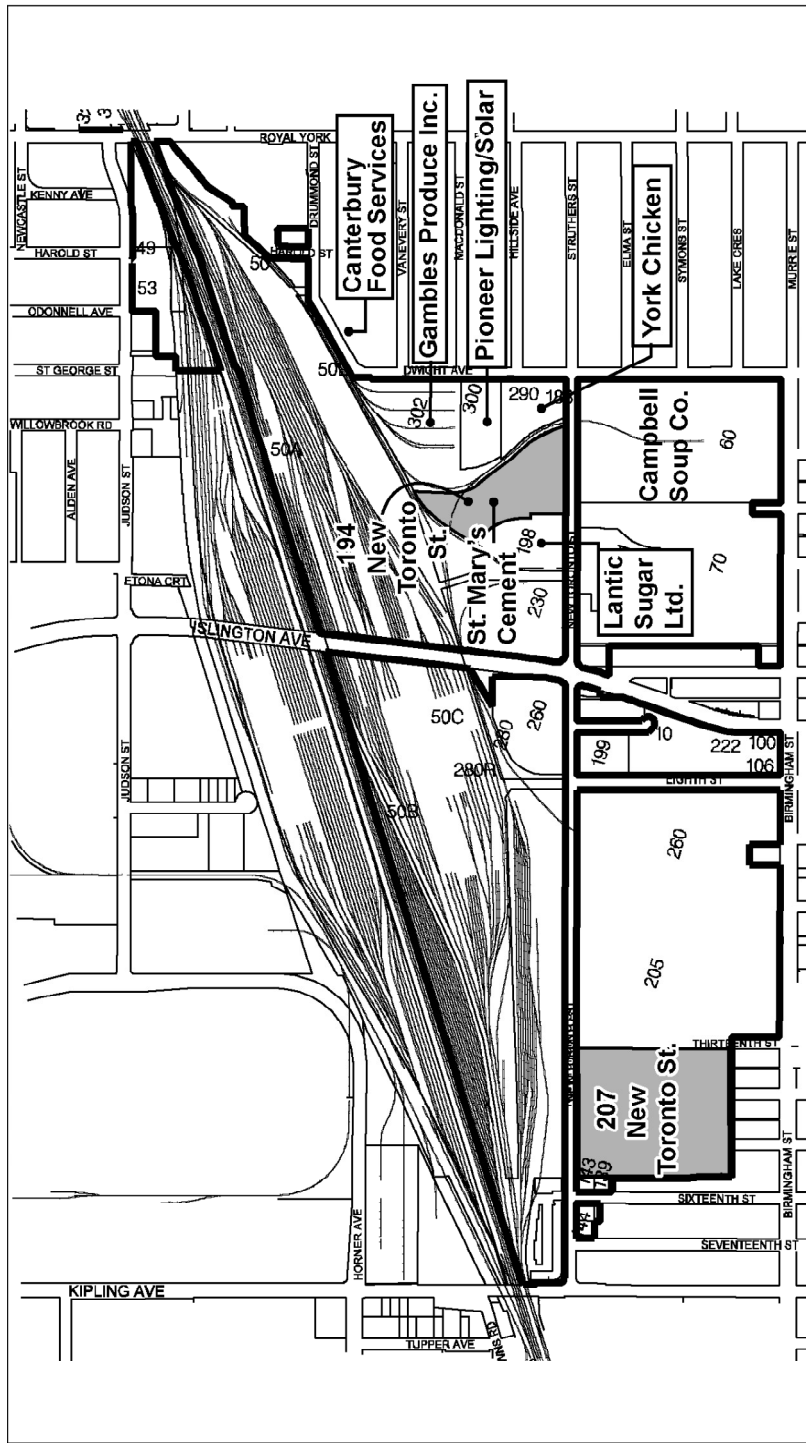 NEWCASTLE ST
KENNY AVE
HAROLD ST
ODONNELL AVE
ST GEORGE ST
WILLOWBROOK RD
ALDEN AVE
JUDSON ST
ETONA CRT
ISLINGTON AVE
JUDSON ST
HORNER AVE
KIPLING AVE
TUPPER AVE
ROYAL YORK
DRUMMOND ST
HAROLD ST
VANEVERY ST
MACDONALD ST
HILLSIDE AVE
STRUTHERS ST
ELMA ST
SYMONS ST
LAKE CRES
MURRIE ST
DWIGHT AVE
Canterbury
Food Services
Gambles Produce Inc.
Pioneer Lighting/Solar
York Chicken
Campbell
Soup Co.
Lantic
Sugar
Ltd.
194
New
Toronto
St.
St. Mary's
Cement
207
New
Toronto St.
NEW TORONTO ST
EIGHTH ST
BIRMINGHAM ST
THIRTEENTH ST
SIXTEENTH ST
SEVENTEENTH ST
BIRMINGHAM ST
49
53
50
50A
50B
50C
302
300
290
198
230
60
70
260
280R
199
10
222
100
106
260
205